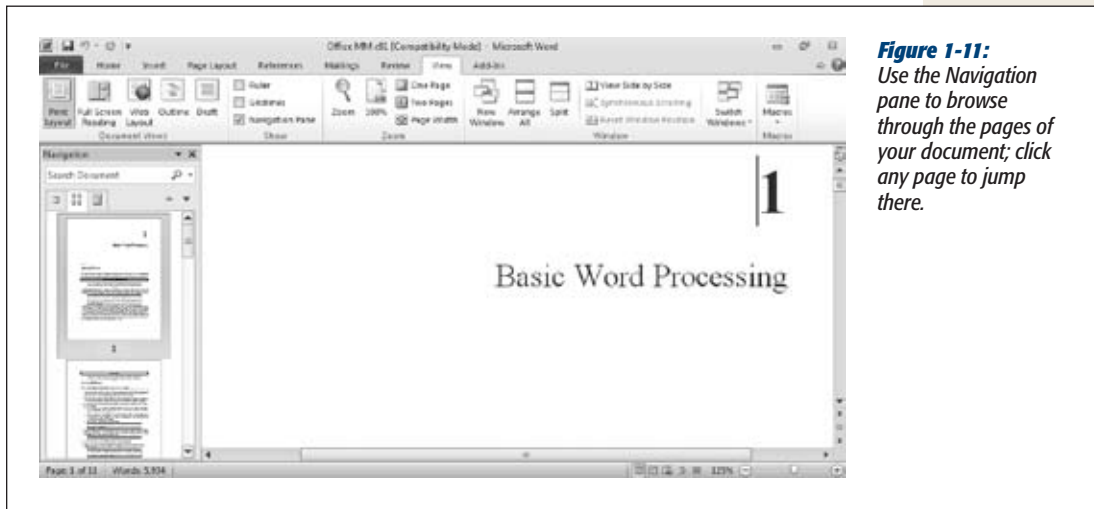 Office MM.dll [Compatibility Mode] - Microsoft Word
File Home Insert Page Layout References Mailings Review View Add-Ins
Print Layout
Full Screen Reading
Web Layout
Outline
Draft
Document Views
Ruler
Gridlines
Navigation Pane
Show
Zoom
100%
One Page
Two Pages
Page Width
Zoom
New Window
Arrange All
Split
View Side by Side
Synchronous Scrolling
Reset Window Position
Window
Switch Windows
Macros
Macros
Navigation
Search Document
1
1
Basic Word Processing
Page: 1 of 11 Words: 5,934
125%
Figure 1-11:
Use the Navigation
pane to browse
through the pages of
your document; click
any page to jump
there.